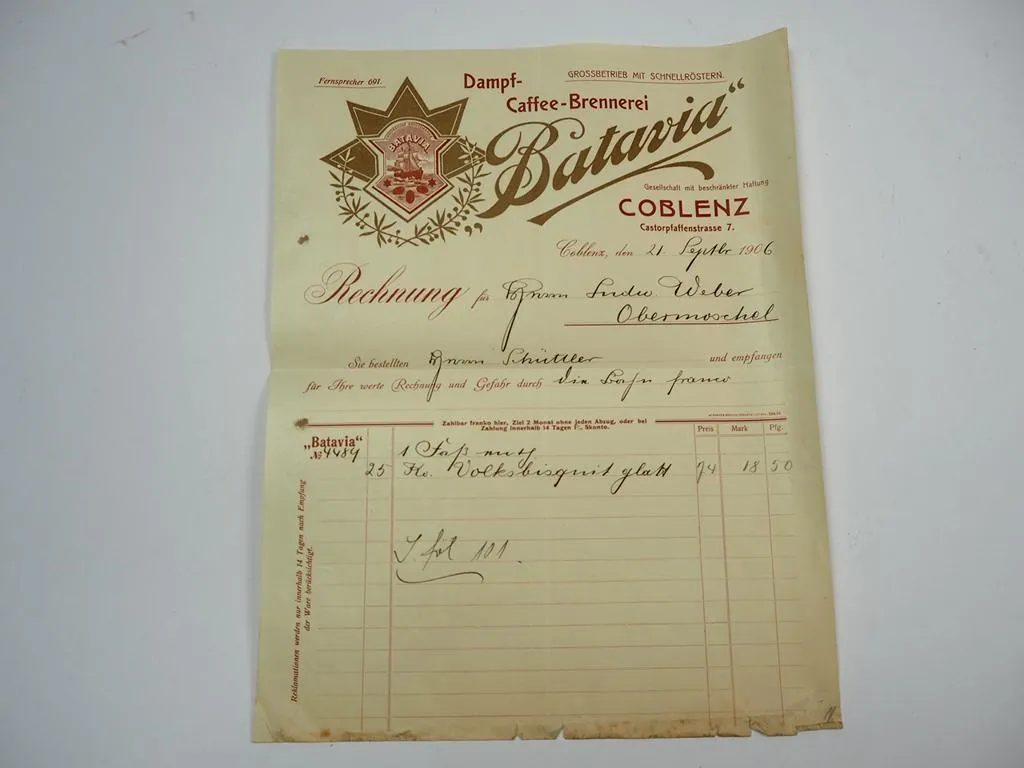 Fernsprecher 691.
Dampf-
Caffee-Brennerei
GROSSBETRIEB MIT SCHNELLRÖSTERN.
BATAVIA
„Batavia“
Gesellschaft mit beschränkter Haftung
COBLENZ
Castorpfaffenstrasse 7.
Coblenz, den 21. Septbr 1906
Rechnung für Herrn Weber
Obermoschel
Sie bestellten Herrn Schüttler und empfangen
für Ihre werte Rechnung und Gefahr durch die Bahn franco
Zahlbar franko hier, Ziel 2 Monat ohne jeden Abzug, oder bei
Zahlung innerhalb 14 Tagen 1% Skonto.
Preis Mark Pfg.
„Batavia“
№ 4489 1 Faß
25 Ko. Volksbisquit glatt 74 18 50
fol 101.
Reklamationen werden nur innerhalb 14 Tagen nach Empfang
der Ware berücksichtigt.